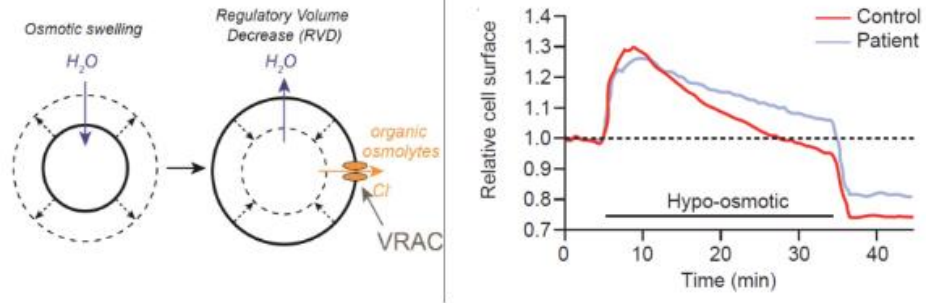 Osmotic swelling
H₂O
Regulatory Volume
Decrease (RVD)
H₂O
organic
osmolytes
Cl
VRAC
Control
Patient
Relative cell surface
1.4
1.3
1.2
1.1
1.0
0.9
0.8
0.7
Hypo-osmotic
0 10 20 30 40
Time (min)